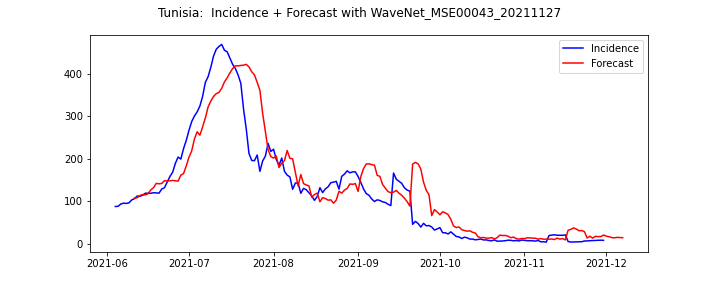 Tunisia:  Incidence + Forecast with WaveNet_MSE00043_20211127
Incidence
Forecast
400
300
200
100
0
2021-06 2021-07 2021-08 2021-09 2021-10 2021-11 2021-12